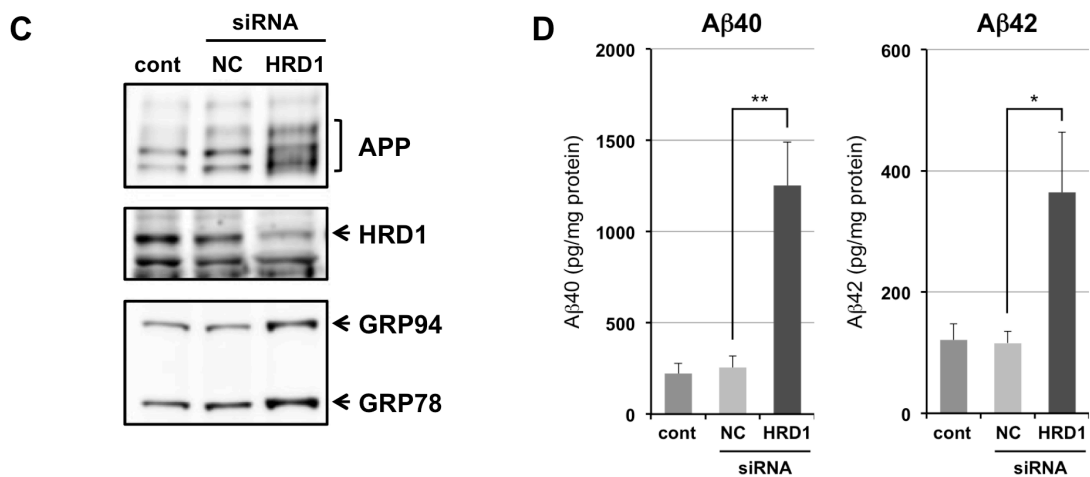 C
siRNA
cont NC HRD1
APP
HRD1
GRP94
GRP78
D
Aβ40
2000
1500
1000
500
0
Aβ40 (pg/mg protein)
**
cont NC HRD1
siRNA
Aβ42
600
400
200
0
Aβ42 (pg/mg protein)
*
cont NC HRD1
siRNA